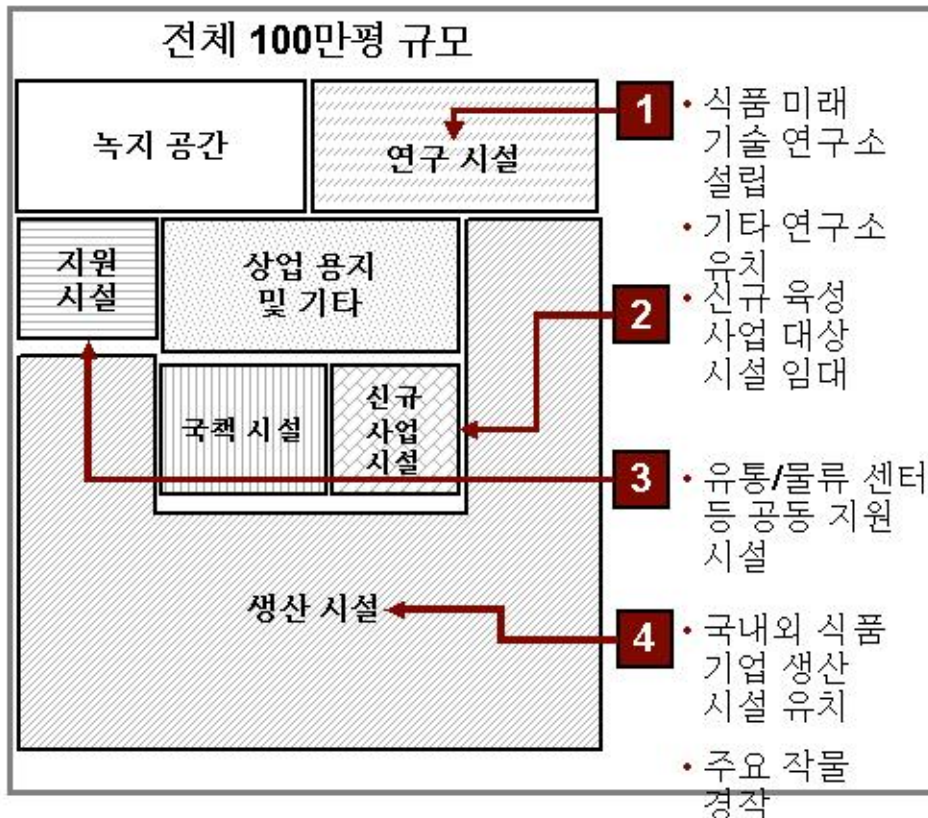 전체 100만평 규모
녹지 공간
연구 시설
지원
시설
상업 용지
및 기타
국책 시설
신규
사업
시설
생산 시설
1
• 식품 미래
기술 연구소
설립
• 기타 연구소
유치
2
• 신규 육성
사업 대상
시설 임대
3
• 유통/물류 센터
등 공동 지원
시설
4
• 국내외 식품
기업 생산
시설 유치
• 주요 작물
경작